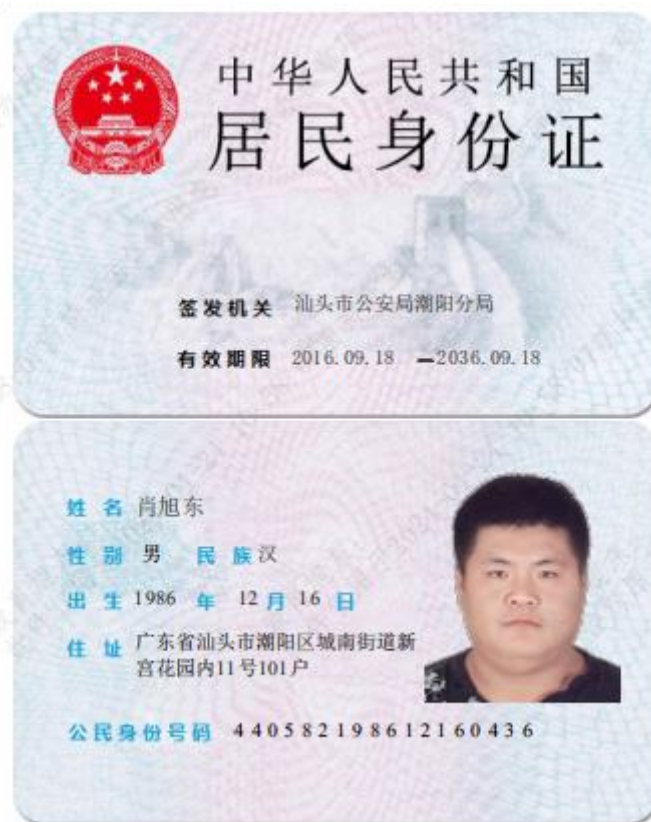 中华人民共和国
居民身份证
签发机关 汕头市公安局潮阳分局
有效期限 2016.09.18 —2036.09.18
姓名 肖旭东
性别 男 民族 汉
出生 1986 年 12 月 16 日
住址 广东省汕头市潮阳区城南街道新
宫花园内11号101户
公民身份号码 440582198612160436